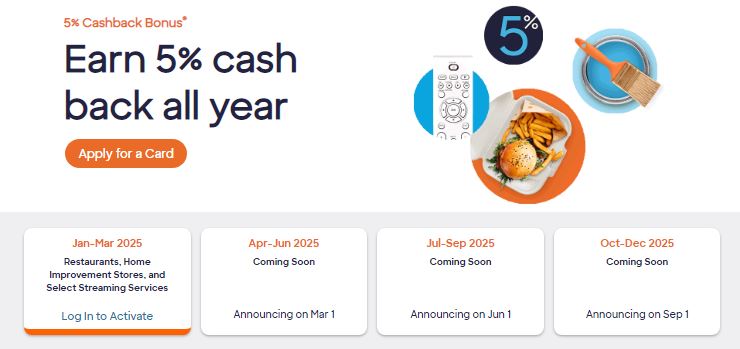 5% Cashback Bonus®
Earn 5% cash
back all year
Apply for a Card
5%
Jan-Mar 2025
Restaurants, Home
Improvement Stores, and
Select Streaming Services
Log In to Activate
Apr-Jun 2025
Coming Soon
Announcing on Mar 1
Jul-Sep 2025
Coming Soon
Announcing on Jun 1
Oct-Dec 2025
Coming Soon
Announcing on Sep 1